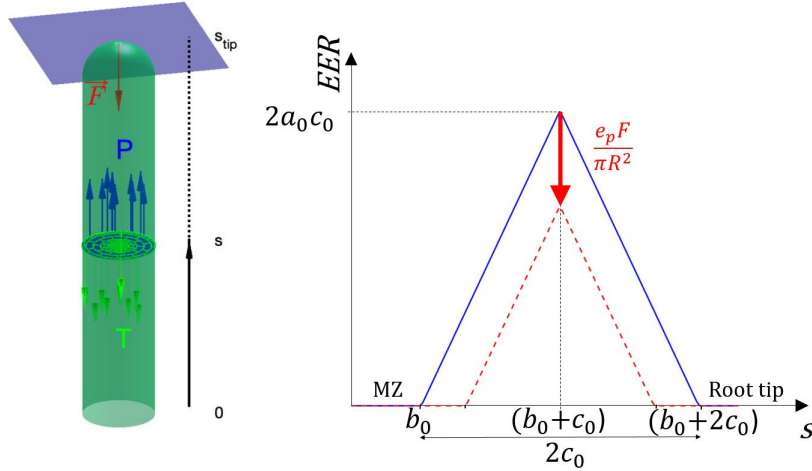 s_tip
F⃗
P
s
T
0
EER
2a₀c₀
e_pF
πR²
MZ
Root tip
b₀
(b₀+c₀)
(b₀+2c₀)
s
2c₀